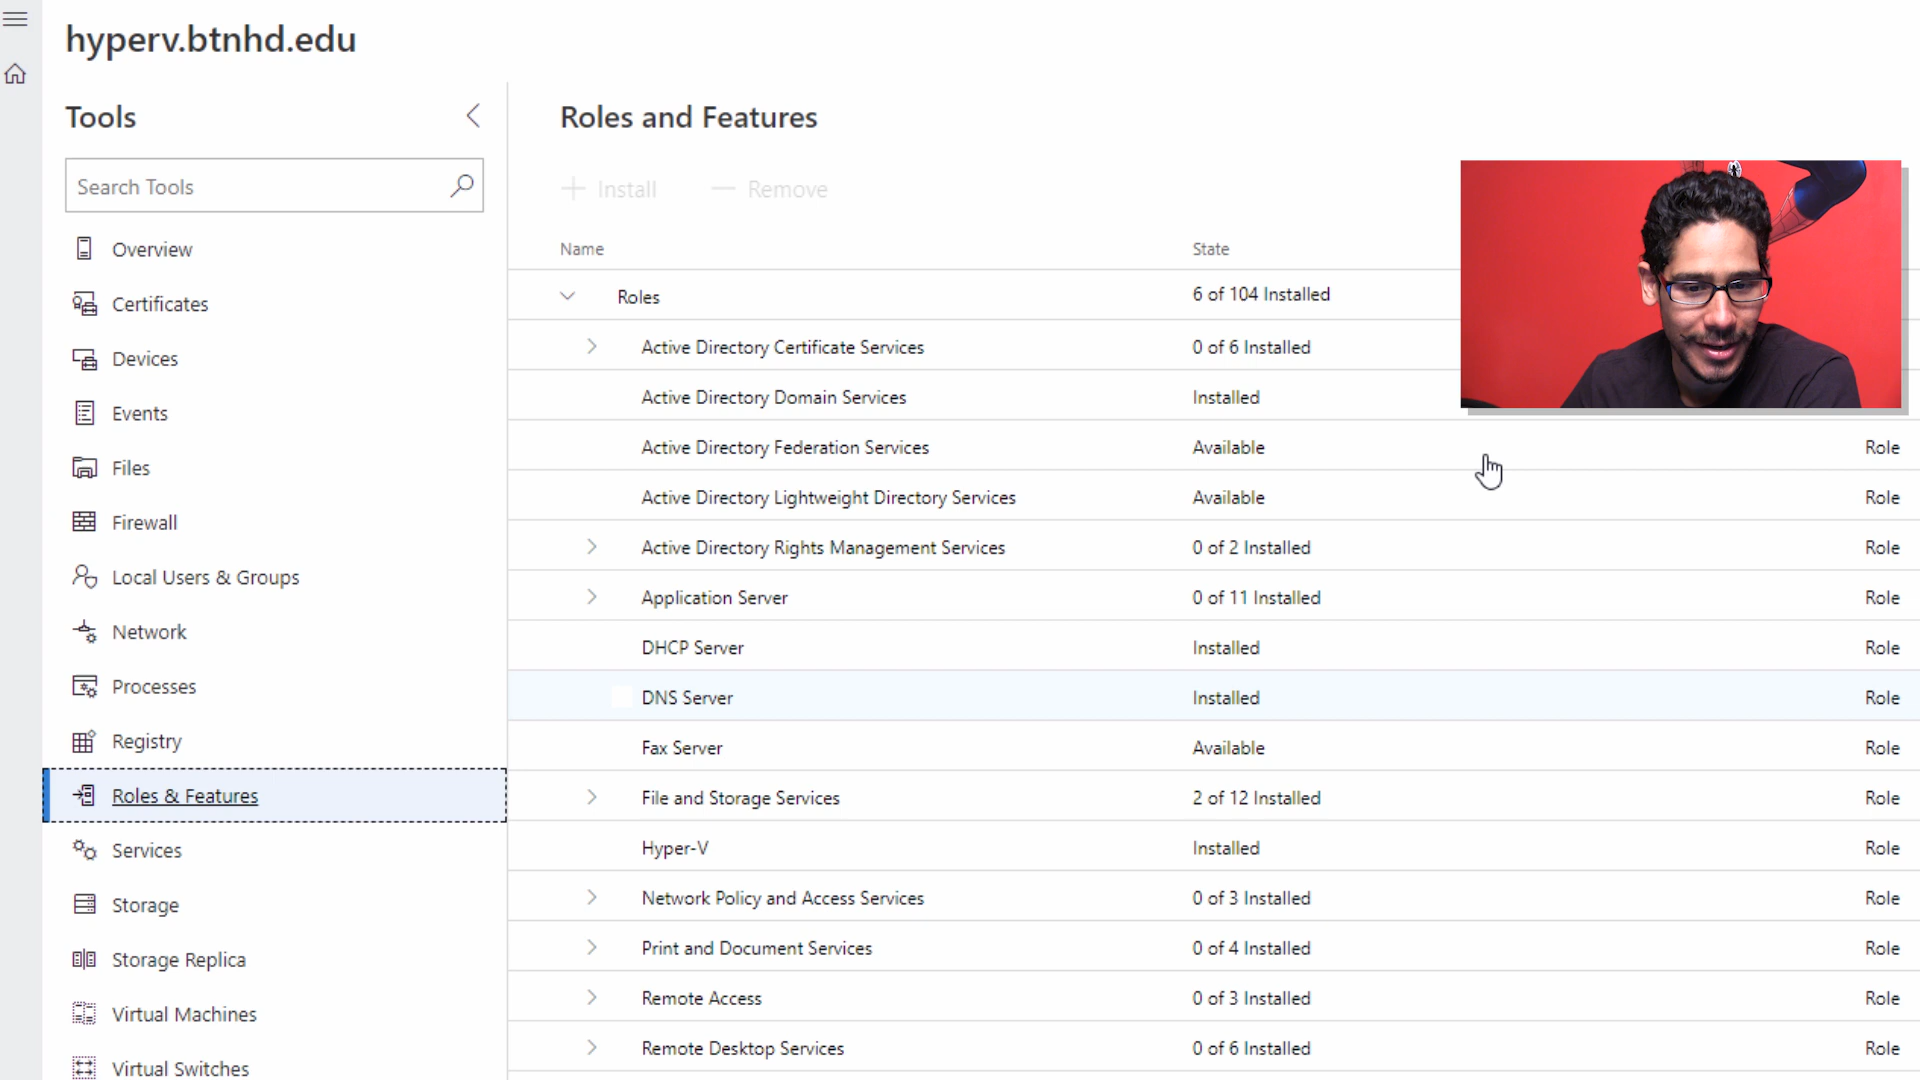 hyperv.btnhd.edu
Tools
Search Tools
Overview
Certificates
Devices
Events
Files
Firewall
Local Users & Groups
Network
Processes
Registry
Roles & Features
Services
Storage
Storage Replica
Virtual Machines
Virtual Switches
Roles and Features
Install Remove
Name State
Roles 6 of 104 Installed
Active Directory Certificate Services 0 of 6 Installed
Active Directory Domain Services Installed
Active Directory Federation Services Available Role
Active Directory Lightweight Directory Services Available Role
Active Directory Rights Management Services 0 of 2 Installed Role
Application Server 0 of 11 Installed Role
DHCP Server Installed Role
DNS Server Installed Role
Fax Server Available Role
File and Storage Services 2 of 12 Installed Role
Hyper-V Installed Role
Network Policy and Access Services 0 of 3 Installed Role
Print and Document Services 0 of 4 Installed Role
Remote Access 0 of 3 Installed Role
Remote Desktop Services 0 of 6 Installed Role